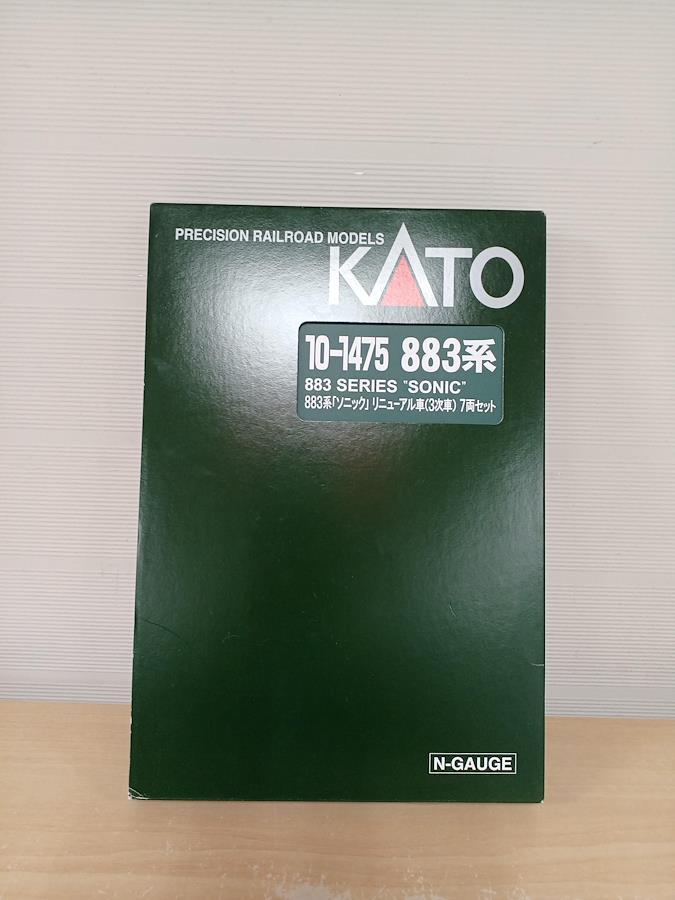 PRECISION RAILROAD MODELS
KATO
10-1475 883系
883 SERIES "SONIC"
883系「ソニック」リニューアル車(3次車) 7両セット
N-GAUGE